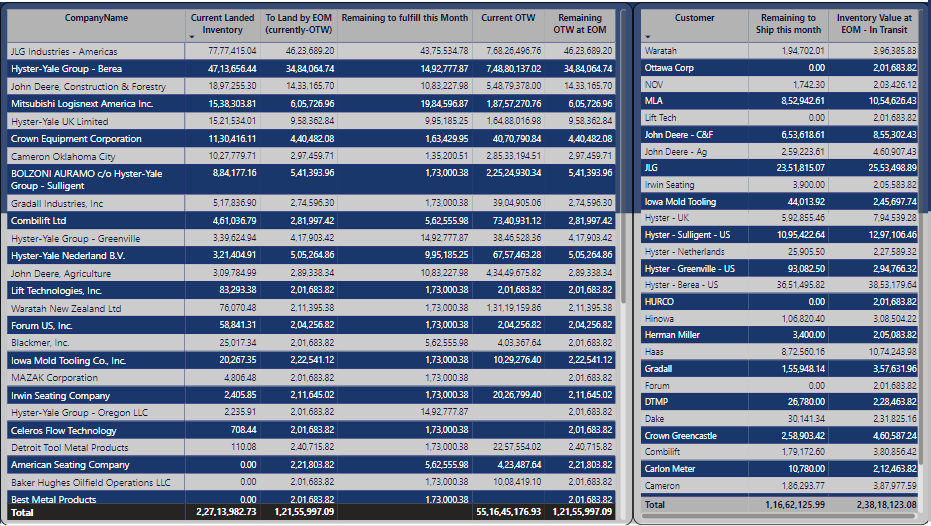 CompanyName Current Landed Inventory To Land by EOM (currently-OTW) Remaining to fulfill this Month Current OTW Remaining OTW at EOM
JLG Industries - Americas 77,77,415.04 46,23,689.20 43,75,534.78 7,68,26,496.76 46,23,689.20
Hyster-Yale Group - Berea 47,13,656.44 34,84,064.74 14,92,777.87 7,48,80,137.02 34,84,064.74
John Deere, Construction & Forestry 18,97,255.30 14,33,165.70 10,83,227.98 5,48,79,378.00 14,33,165.70
Mitsubishi Logisnext America Inc. 15,38,303.81 6,05,726.96 19,84,596.87 1,87,57,270.76 6,05,726.96
Hyster-Yale UK Limited 15,21,534.01 9,58,362.84 9,95,185.25 1,64,88,016.98 9,58,362.84
Crown Equipment Corporation 11,30,416.11 4,40,482.08 1,63,429.95 40,70,790.84 4,40,482.08
Cameron Oklahoma City 10,27,779.71 2,97,459.71 1,35,200.51 2,85,33,194.51 2,97,459.71
BOLZONI AURAMO c/o Hyster-Yale Group - Sulligent 8,84,177.16 5,41,393.96 1,73,000.38 2,25,24,930.34 5,41,393.96
Gradall Industries, Inc 5,17,836.90 2,74,596.30 1,73,000.38 39,04,905.06 2,74,596.30
Combilift Ltd 4,61,036.79 2,81,997.42 5,62,555.98 73,40,931.12 2,81,997.42
Hyster-Yale Group - Greenville 3,39,624.94 4,17,903.42 14,92,777.87 38,46,528.36 4,17,903.42
Hyster-Yale Nederland B.V. 3,21,404.91 5,05,264.86 9,95,185.25 67,57,463.28 5,05,264.86
John Deere, Agriculture 3,09,784.99 2,89,338.34 10,83,227.98 4,34,49,675.82 2,89,338.34
Lift Technologies, Inc. 83,293.38 2,01,683.82 1,73,000.38 2,01,683.82 2,01,683.82
Waratah New Zealand Ltd 76,070.48 2,11,395.38 1,73,000.38 1,31,19,159.86 2,11,395.38
Forum US, Inc. 58,841.31 2,04,256.82 1,73,000.38 2,04,256.82 2,04,256.82
Blackmer, Inc. 25,017.34 2,01,683.82 5,62,555.98 4,03,367.64 2,01,683.82
Iowa Mold Tooling Co., Inc. 20,267.35 2,22,541.12 1,73,000.38 10,29,276.40 2,22,541.12
MAZAK Corporation 4,806.48 2,01,683.82 1,73,000.38 2,01,683.82
Irwin Seating Company 2,405.85 2,11,645.02 1,73,000.38 20,26,799.40 2,11,645.02
Hyster-Yale Group - Oregon LLC 2,235.91 2,01,683.82 14,92,777.87 2,01,683.82
Celeros Flow Technology 708.44 2,01,683.82 1,73,000.38 2,01,683.82
Detroit Tool Metal Products 110.08 2,40,715.82 1,73,000.38 22,57,554.02 2,40,715.82
American Seating Company 0.00 2,21,803.82 5,62,555.98 4,23,487.64 2,21,803.82
Baker Hughes Oilfield Operations LLC 0.00 2,01,683.82 1,73,000.38 10,08,419.10 2,01,683.82
Best Metal Products 0.00 2,01,683.82 1,73,000.38 2,01,683.82
Total 2,27,13,982.73 1,21,55,997.09 55,16,45,176.93 1,21,55,997.09
Customer Remaining to Ship this month Inventory Value at EOM - In Transit
Waratah 1,94,702.01 3,96,385.83
Ottawa Corp 0.00 2,01,683.82
NOV 1,742.30 2,03,426.12
MLA 8,52,942.61 10,54,626.43
Lift Tech 0.00 2,01,683.82
John Deere - C&F 6,53,618.61 8,55,302.43
John Deere - Ag 2,59,223.61 4,60,907.43
JLG 23,51,815.07 25,53,498.89
Irwin Seating 3,900.00 2,05,583.82
Iowa Mold Tooling 44,013.92 2,45,697.74
Hyster - UK 5,92,855.46 7,94,539.28
Hyster - Sulligent - US 10,95,422.64 12,97,106.46
Hyster - Netherlands 25,905.50 2,27,589.32
Hyster - Greenville - US 93,082.50 2,94,766.32
Hyster - Berea - US 36,51,495.82 38,53,179.64
HURCO 0.00 2,01,683.82
Hinowa 1,06,820.40 3,08,504.22
Herman Miller 3,400.00 2,05,083.82
Haas 8,72,560.16 10,74,243.98
Gradall 1,55,948.14 3,57,631.96
Forum 0.00 2,01,683.82
DTMP 26,780.00 2,28,463.82
Dake 30,141.34 2,31,825.16
Crown Greencastle 2,58,903.42 4,60,587.24
Combilift 1,79,172.60 3,80,856.42
Carlon Meter 10,780.00 2,12,463.82
Cameron 1,86,293.77 3,87,977.59
Total 1,16,62,125.99 2,38,18,123.08